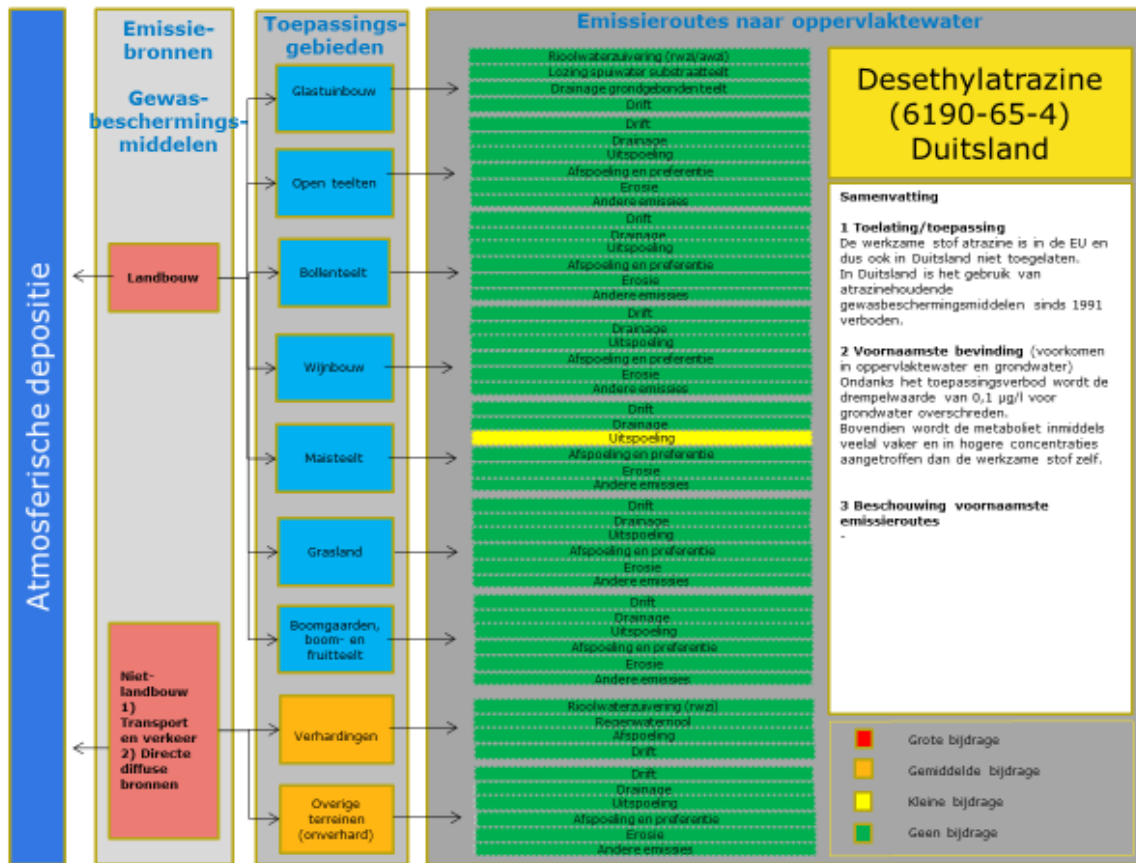 Atmosferische depositie
Emissie-
bronnen
Gewas-
beschermings-
middelen
Landbouw
Niet-
landbouw
1)
Transport
en verkeer
2) Directe
diffuse
bronnen
Toepassings-
gebieden
Glastuinbouw
Open teelten
Bollenteelt
Wijnbouw
Maisteelt
Grasland
Boomgaarden,
boom- en
fruitteelt
Verhardingen
Overige
terreinen
(onverhard)
Emissieroutes naar oppervlaktewater
Rioolwaterzuivering (rwzi/awzi)
Lozing spuiwater substraatteelt
Drainage grondgebonden teelt
Drift
Drift
Drainage
Uitspoeling
Afspoeling en preferentie
Erosie
Andere emissies
Drift
Drainage
Uitspoeling
Afspoeling en preferentie
Erosie
Andere emissies
Drift
Drainage
Uitspoeling
Afspoeling en preferentie
Erosie
Andere emissies
Drift
Drainage
Uitspoeling
Afspoeling en preferentie
Erosie
Andere emissies
Drift
Drainage
Uitspoeling
Afspoeling en preferentie
Erosie
Andere emissies
Drift
Drainage
Uitspoeling
Afspoeling en preferentie
Erosie
Andere emissies
Rioolwaterzuivering (rwzi)
Regenwaterriool
Afspoeling
Drift
Drift
Drainage
Uitspoeling
Afspoeling en preferentie
Erosie
Andere emissies
Desethylatrazine
(6190-65-4)
Duitsland
Samenvatting
1 Toelating/toepassing
De werkzame stof atrazine is in de EU en
dus ook in Duitsland niet toegelaten.
In Duitsland is het gebruik van
atrazinehoudende
gewasbeschermingsmiddelen sinds 1991
verboden.
2 Voornaamste bevinding (voorkomen
in oppervlaktewater en grondwater)
Ondanks het toepassingsverbod wordt de
drempelwaarde van 0,1 µg/l voor
grondwater overschreden.
Bovendien wordt de metaboliet inmiddels
veelal vaker en in hogere concentraties
aangetroffen dan de werkzame stof zelf.
3 Beschouwing voornaamste
emissieroutes
-
Grote bijdrage
Gemiddelde bijdrage
Kleine bijdrage
Geen bijdrage